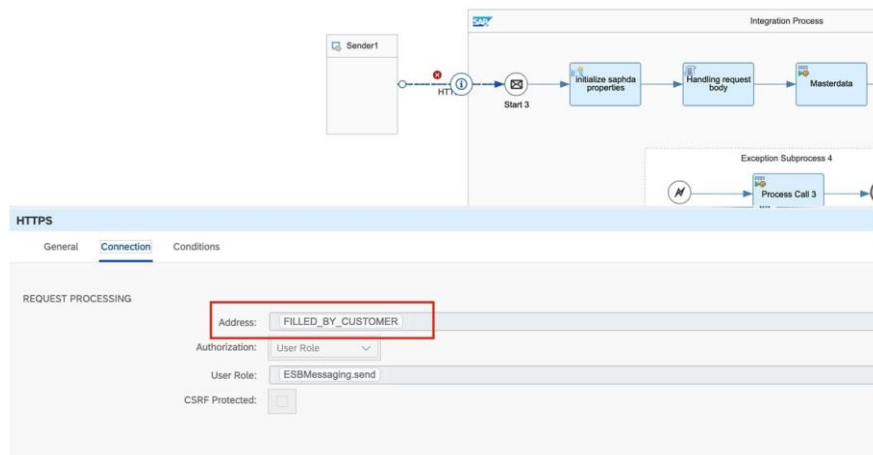 SAP
Integration Process
Sender1
Start 3
initialize saphda
properties
Handling request
body
Masterdata
Exception Subprocess 4
Process Call 3
HTTPS
General Connection Conditions
REQUEST PROCESSING
Address: FILLED_BY_CUSTOMER
Authorization: User Role
User Role: ESBMessaging.send
CSRF Protected: